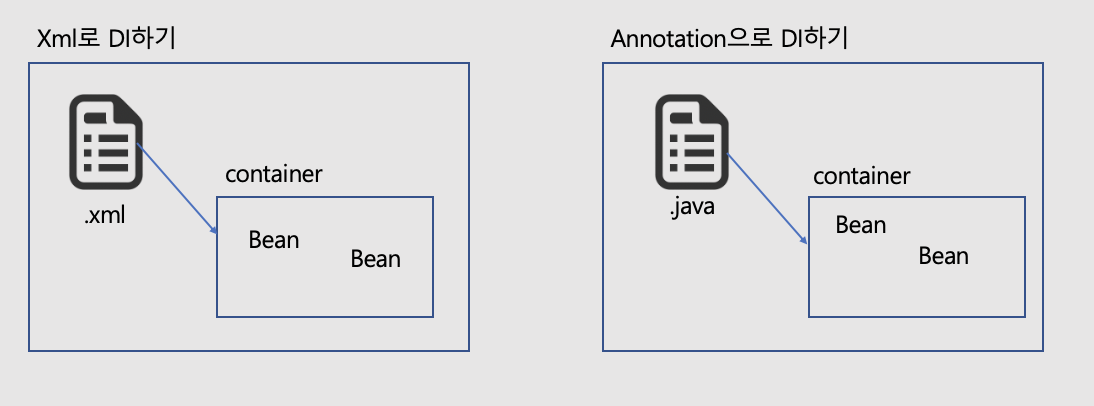 Xml로 DI하기
.xml
container
Bean
Bean
Annotation으로 DI하기
.java
container
Bean
Bean